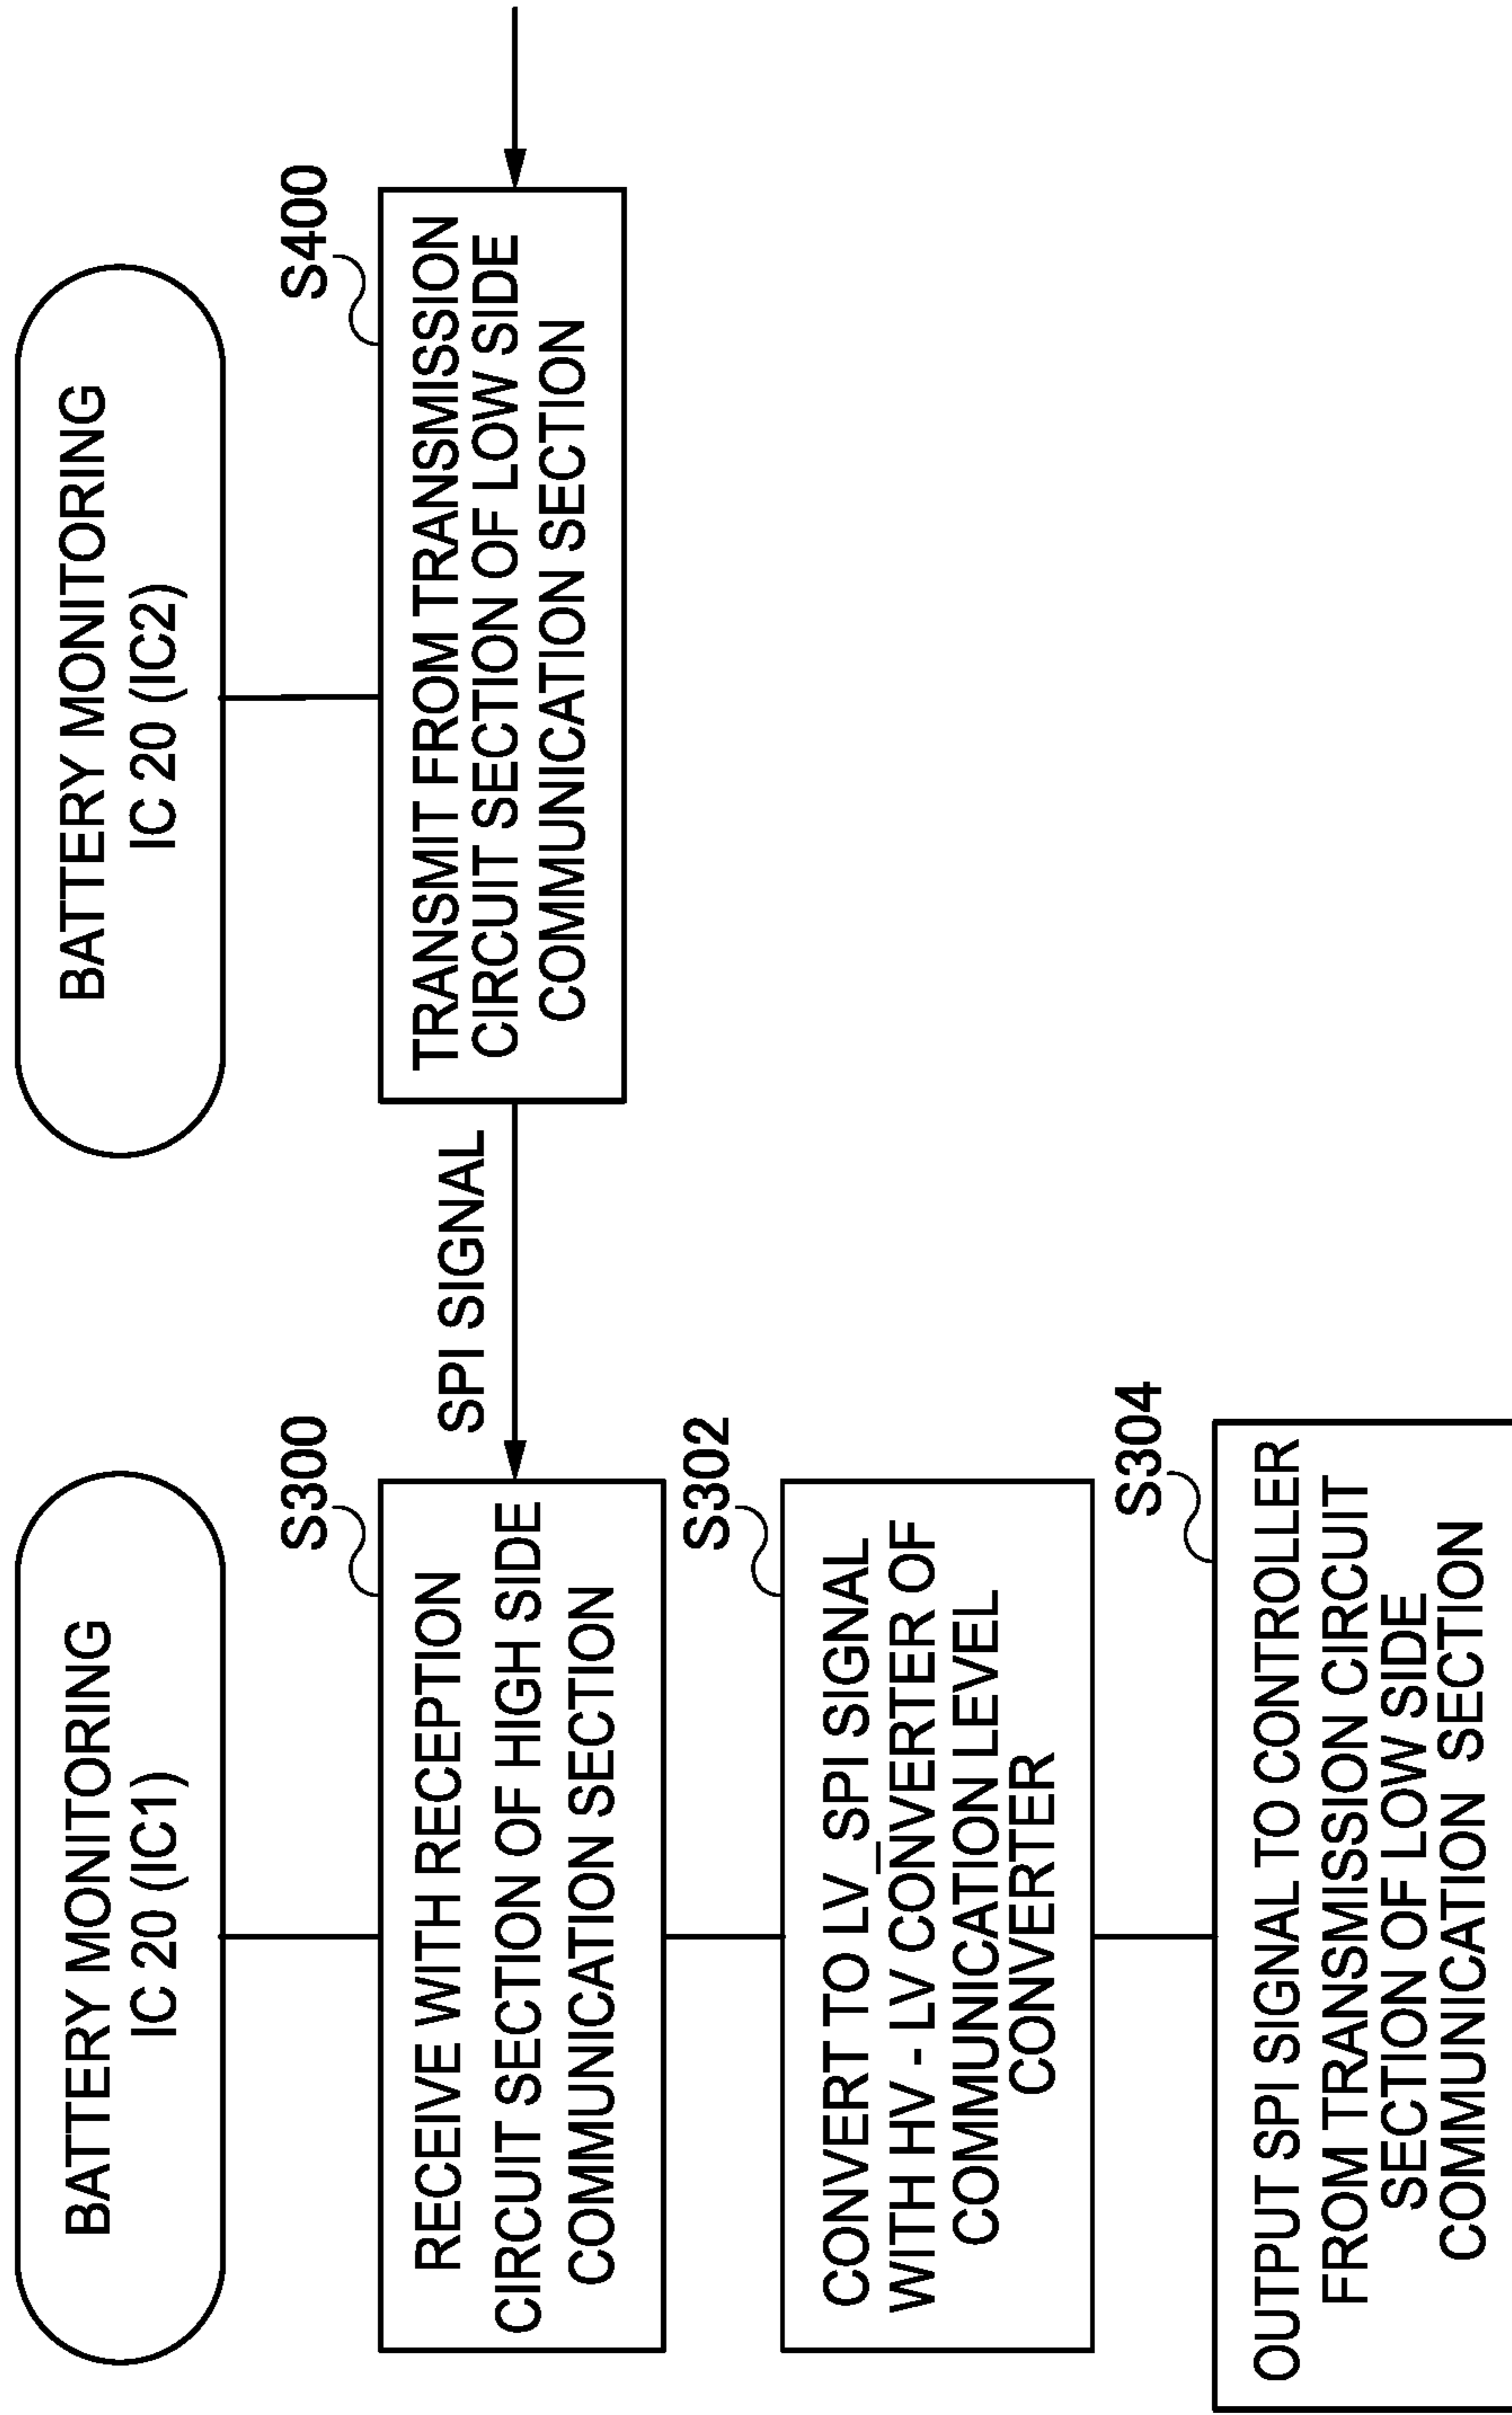 BATTERY MONITORING
IC 20 (IC1)
S300
RECEIVE WITH RECEPTION
CIRCUIT SECTION OF HIGH SIDE
COMMUNICATION SECTION
S302
CONVERT TO LV_SPI SIGNAL
WITH HV - LV CONVERTER OF
COMMUNICATION LEVEL
CONVERTER
S304
OUTPUT SPI SIGNAL TO CONTROLLER
FROM TRANSMISSION CIRCUIT
SECTION OF LOW SIDE
COMMUNICATION SECTION
SPI SIGNAL
BATTERY MONITORING
IC 20 (IC2)
S400
TRANSMIT FROM TRANSMISSION
CIRCUIT SECTION OF LOW SIDE
COMMUNICATION SECTION